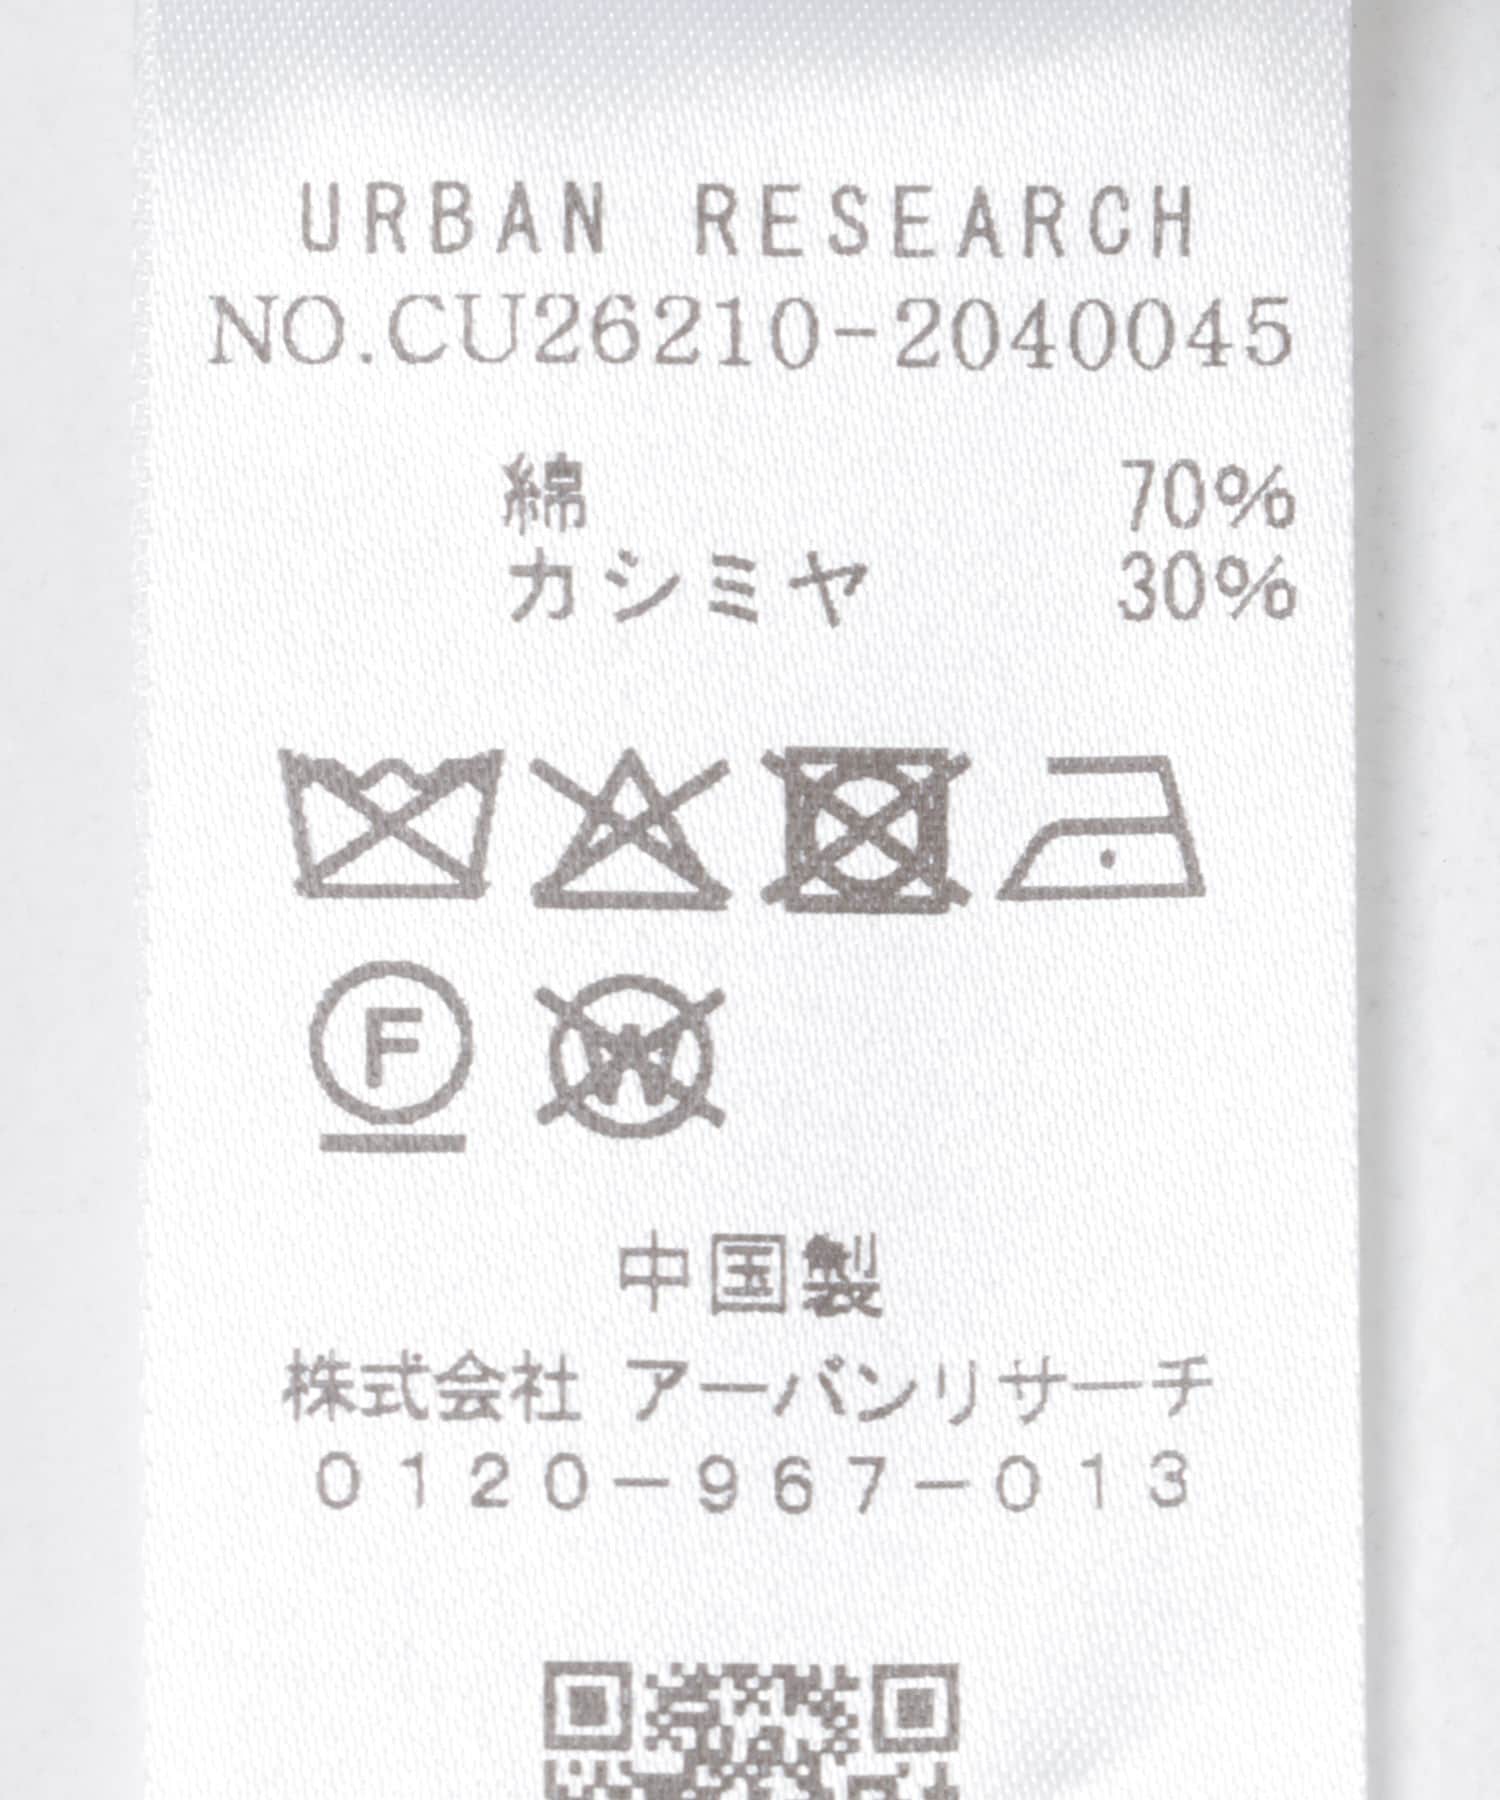 URBAN RESEARCH
NO.CU26210-2040045
綿 70%
カシミヤ 30%
F
W
中国製
株式会社 アーバンリサーチ
0120-967-013